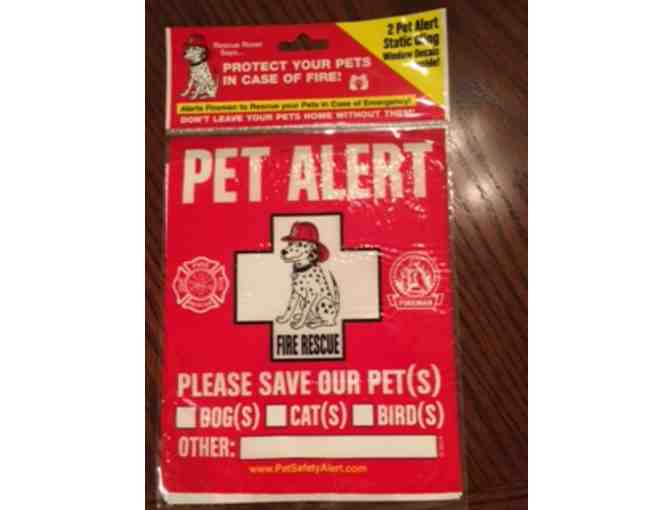 Rescue Rover
Says...
PROTECT YOUR PETS
IN CASE OF FIRE!
2 Pet Alert
Static Cling
Window Decals
Inside!
Alerts Firemen to Rescue your Pets in Case of Emergency!
DON'T LEAVE YOUR PETS HOME WITHOUT THEM!
PET ALERT
FIRE
FIREMAN
FIRE RESCUE
PLEASE SAVE OUR PET(S)
DOG(S) CAT(S) BIRD(S)
OTHER:
www.PetSafetyAlert.com